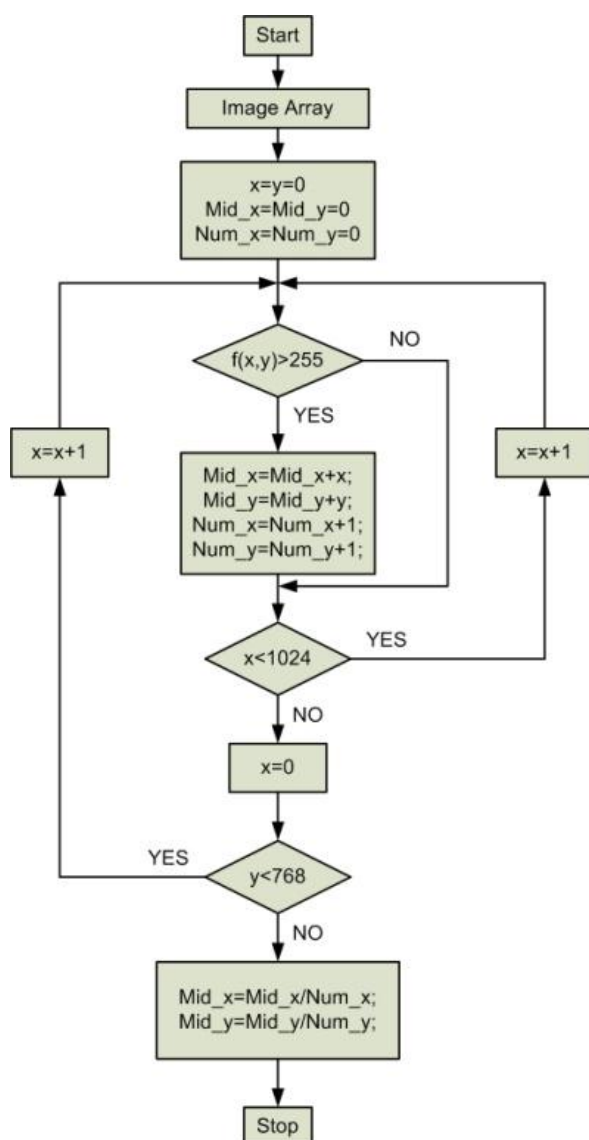 Start
Image Array
x=y=0
Mid_x=Mid_y=0
Num_x=Num_y=0
f(x,y)>255
NO
YES
x=x+1
x=x+1
Mid_x=Mid_x+x;
Mid_y=Mid_y+y;
Num_x=Num_x+1;
Num_y=Num_y+1;
x<1024
YES
NO
x=0
YES
y<768
NO
Mid_x=Mid_x/Num_x;
Mid_y=Mid_y/Num_y;
Stop